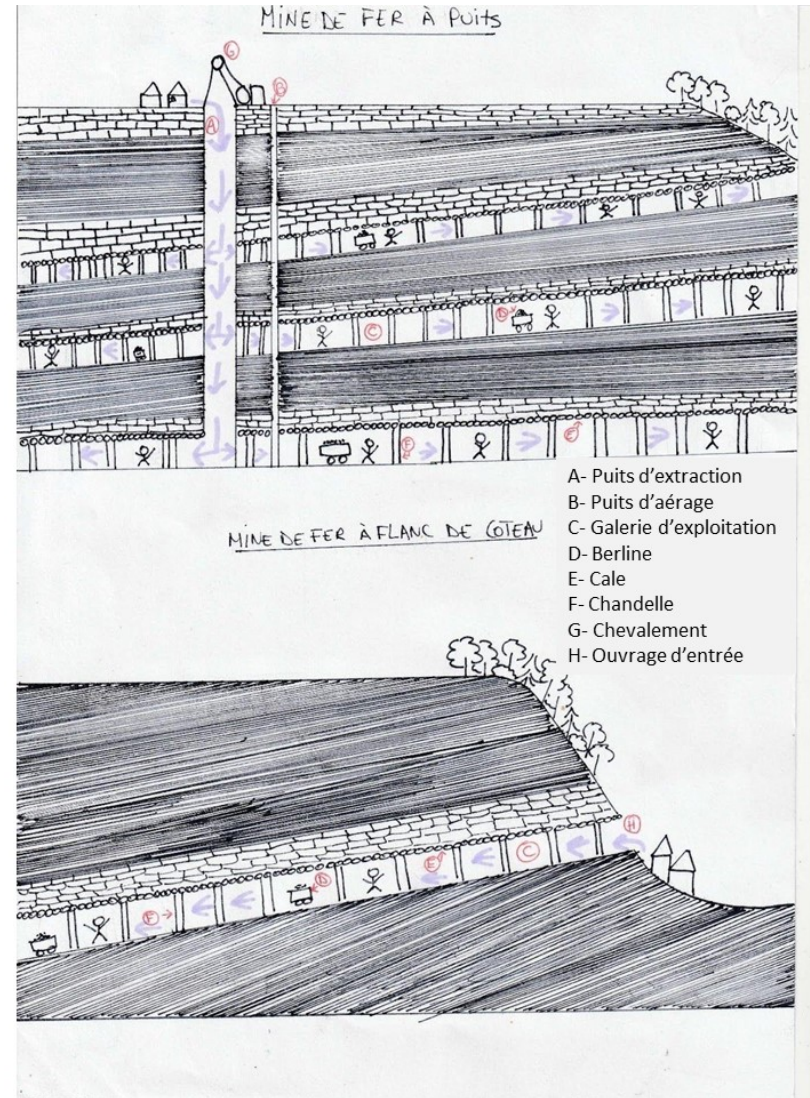 MINE DE FER À PUITS
G
B
A
D
C
F
E
A- Puits d'extraction
B- Puits d'aérage
C- Galerie d'exploitation
D- Berline
E- Cale
F- Chandelle
G- Chevalement
H- Ouvrage d'entrée
MINE DE FER À FLANC DE COTEAU
H
C
E
D
F